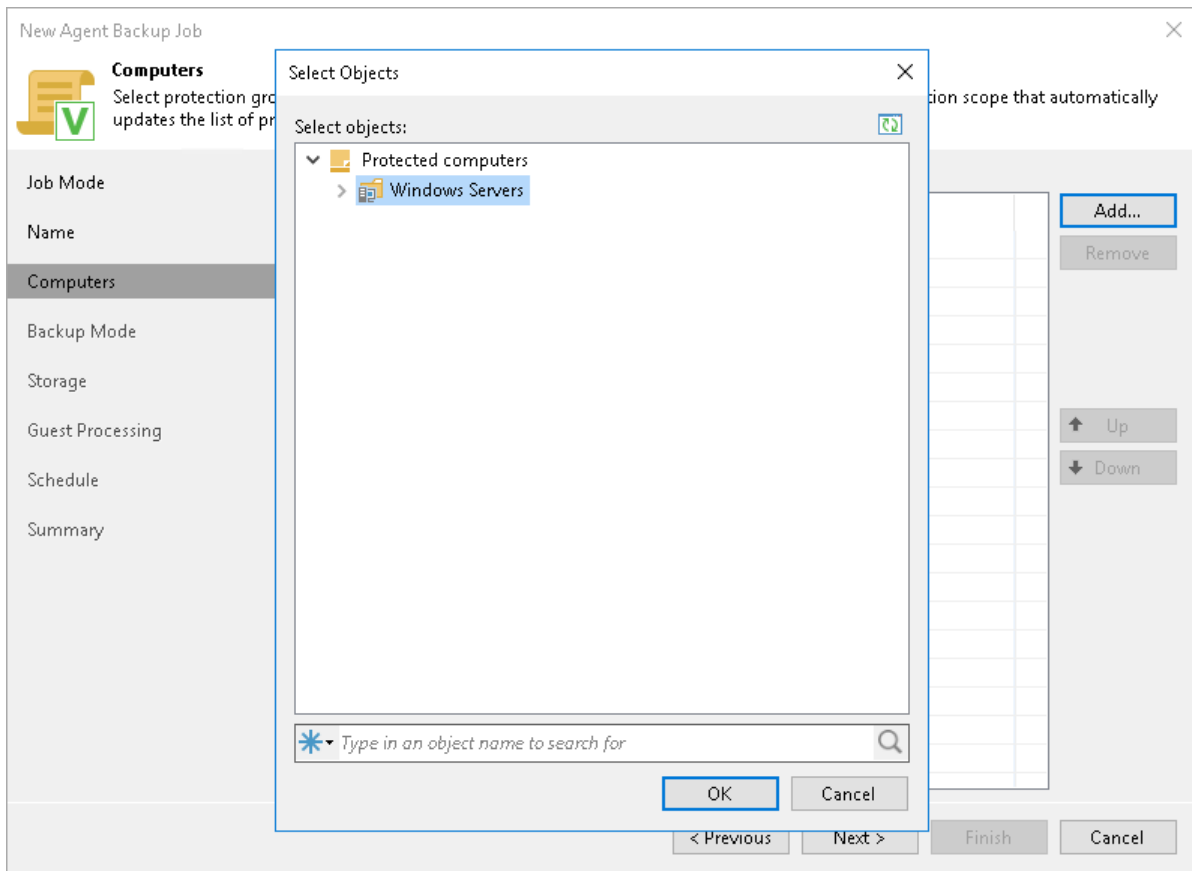 New Agent Backup Job
Computers
Select protection
updates the list of
tion scope that automatically
Select Objects
Select objects:
Protected computers
Windows Servers
Type in an object name to search for
OK
Cancel
Job Mode
Name
Computers
Backup Mode
Storage
Guest Processing
Schedule
Summary
Add...
Remove
Up
Down
< Previous
Next >
Finish
Cancel